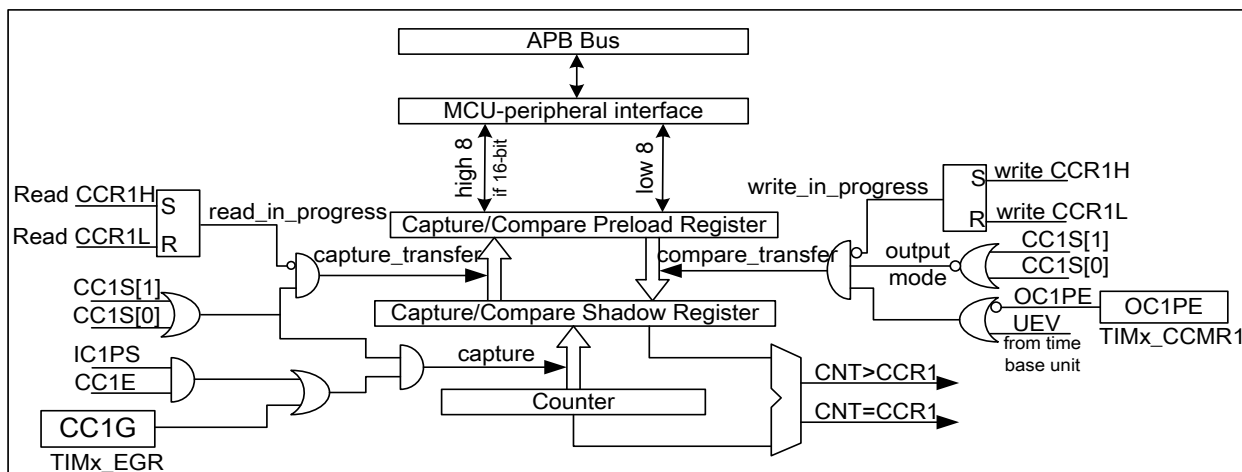 APB Bus
MCU-peripheral interface
high 8
if 16-bit
low 8
Read CCR1H
S
read_in_progress
Read CCR1L
R
write_in_progress
S
write CCR1H
R
write CCR1L
Capture/Compare Preload Register
capture_transfer
compare_transfer
output
mode
CC1S[1]
CC1S[0]
CC1S[1]
CC1S[0]
Capture/Compare Shadow Register
OC1PE
OC1PE
UEV
TIMx_CCMR1
from time
base unit
IC1PS
CC1E
capture
Counter
CNT>CCR1
CNT=CCR1
CC1G
TIMx_EGR